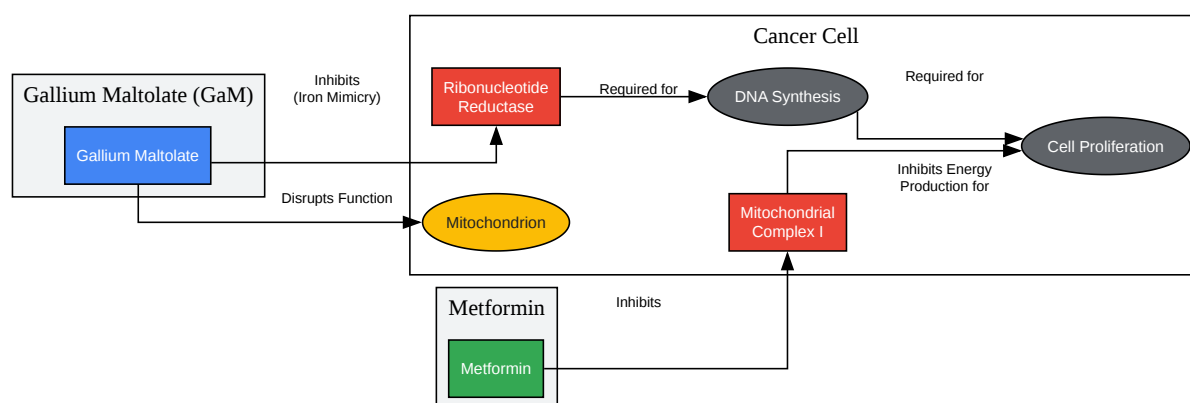 Cancer Cell
Gallium Maltolate (GaM)
Gallium Maltolate
Inhibits
(Iron Mimicry)
Ribonucleotide
Reductase
Required for
DNA Synthesis
Required for
Cell Proliferation
Inhibits Energy
Production for
Disrupts Function
Mitochondrion
Mitochondrial
Complex I
Metformin
Inhibits
Metformin